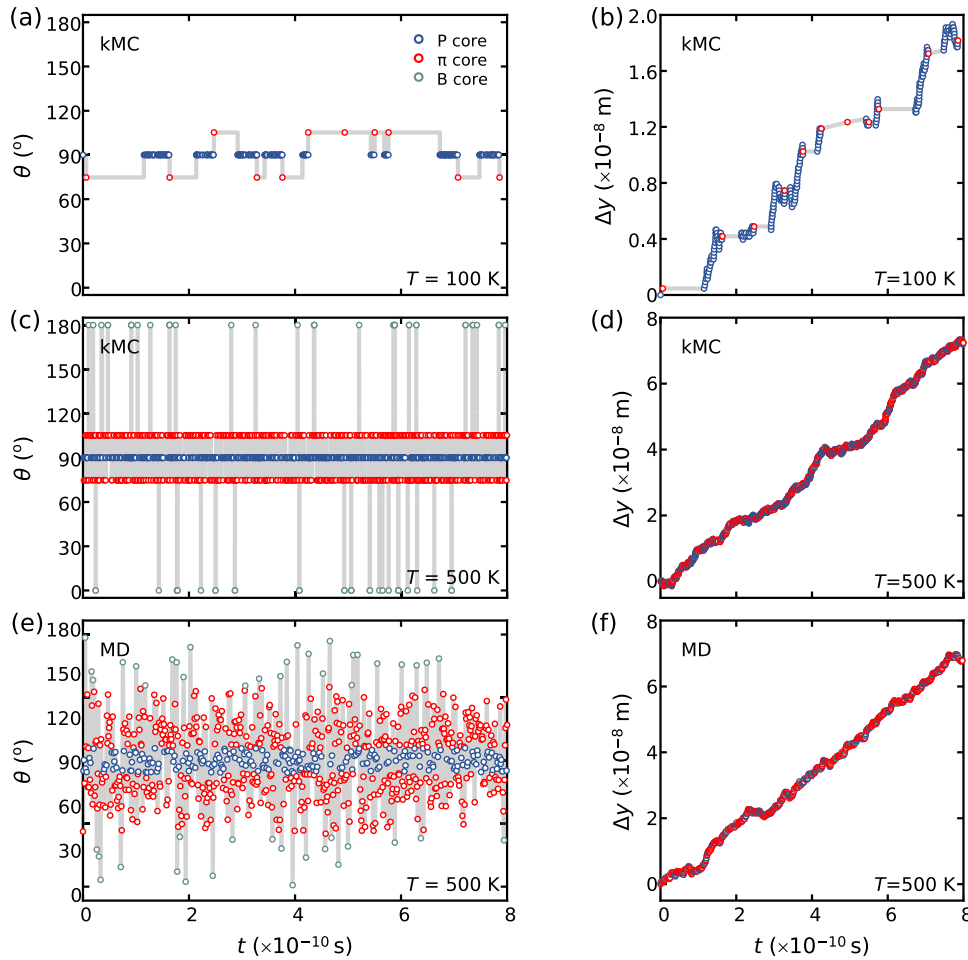 (a)
kMC
P core
π core
B core
T = 100 K
θ (°)
180
150
120
90
60
30
0
(b)
kMC
T=100 K
Δy (×10⁻⁸ m)
2.0
1.6
1.2
0.8
0.4
0
(c)
kMC
T = 500 K
θ (°)
180
150
120
90
60
30
0
(d)
kMC
T=500 K
Δy (×10⁻⁸ m)
8
6
4
2
0
(e)
MD
T = 500 K
θ (°)
180
150
120
90
60
30
0
0 2 4 6 8
t (×10⁻¹⁰ s)
(f)
MD
T=500 K
Δy (×10⁻⁸ m)
8
6
4
2
0
0 2 4 6 8
t (×10⁻¹⁰ s)